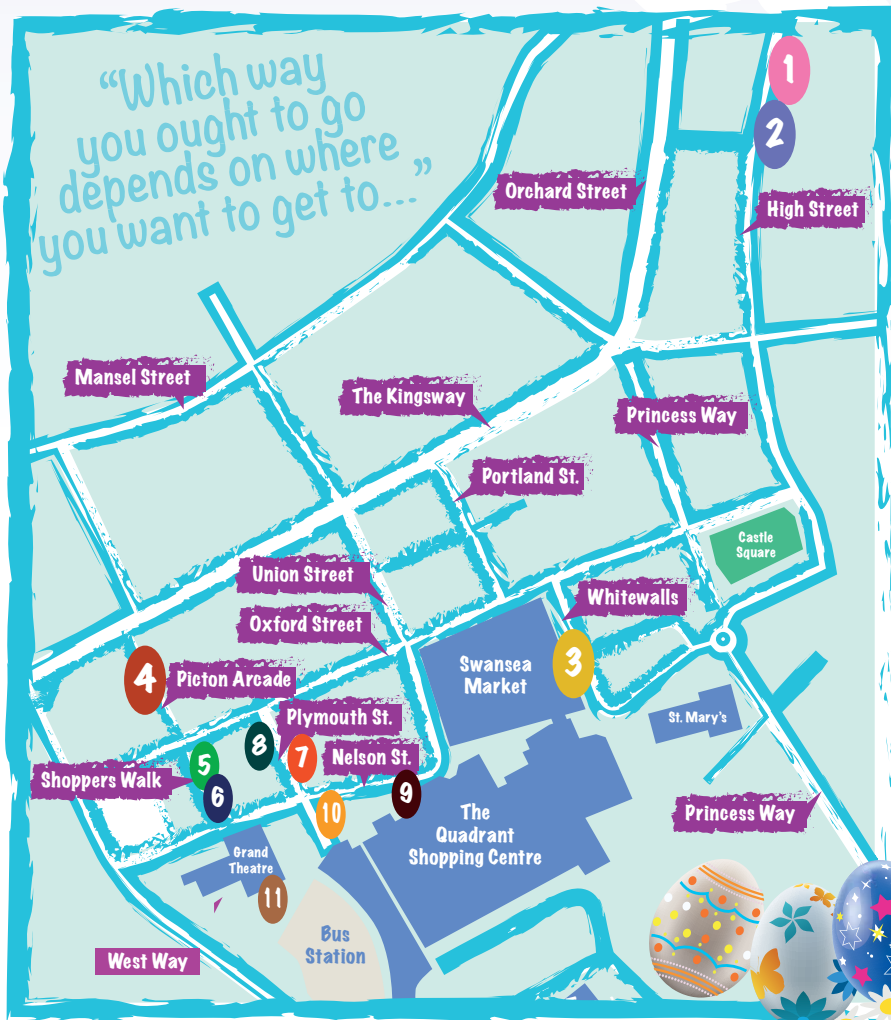 “Which way
you ought to go
depends on where
you want to get to...”
1
2
Orchard Street
High Street
Mansel Street
The Kingsway
Princess Way
Portland St.
Castle
Square
Union Street
Whitewalls
Oxford Street
3
Swansea
Market
4
Picton Arcade
Plymouth St.
St. Mary's
8
7
Nelson St.
5
Shoppers Walk
6
9
10
The
Quadrant
Shopping Centre
Princess Way
Grand
Theatre
11
Bus
Station
West Way